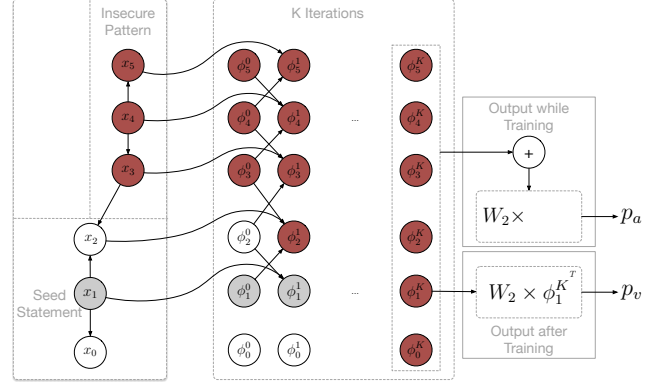 Insecure
Pattern
K Iterations
x₅ ϕ₅⁰ ϕ₅¹ ϕ₅ᴷ
x₄ ϕ₄⁰ ϕ₄¹ ... ϕ₄ᴷ
Output while
Training
+
x₃ ϕ₃⁰ ϕ₃¹ ϕ₃ᴷ
W₂× pₐ
x₂ ϕ₂⁰ ϕ₂¹ ϕ₂ᴷ
Seed
Statement
x₁ ϕ₁⁰ ϕ₁¹ ... ϕ₁ᴷ
W₂ × ϕ₁ᴷᵀ pᵥ
Output after
Training
x₀ ϕ₀⁰ ϕ₀¹ ϕ₀ᴷ